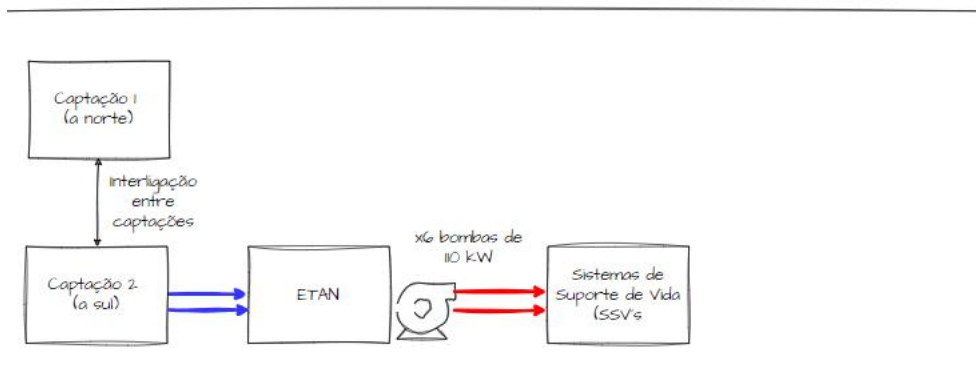 Captação 1
(a norte)
Interligação
entre
captações
Captação 2
(a sul)
ETAN
x6 bombas de
110 kW
Sistemas de
Suporte de Vida
(SSV's